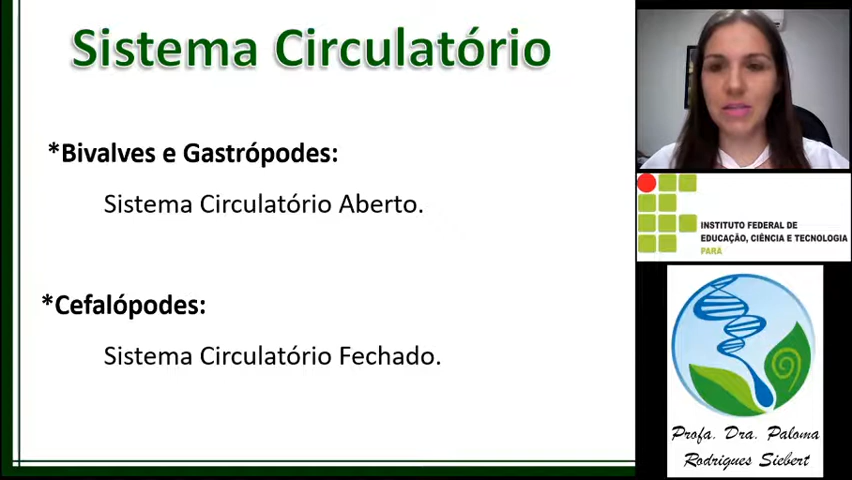 Sistema Circulatório
*Bivalves e Gastrópodes:
Sistema Circulatório Aberto.
*Cefalópodes:
Sistema Circulatório Fechado.
INSTITUTO FEDERAL DE
EDUCAÇÃO, CIÊNCIA E TECNOLOGIA
PARÁ
Profa. Dra. Paloma
Rodrigues Siebert